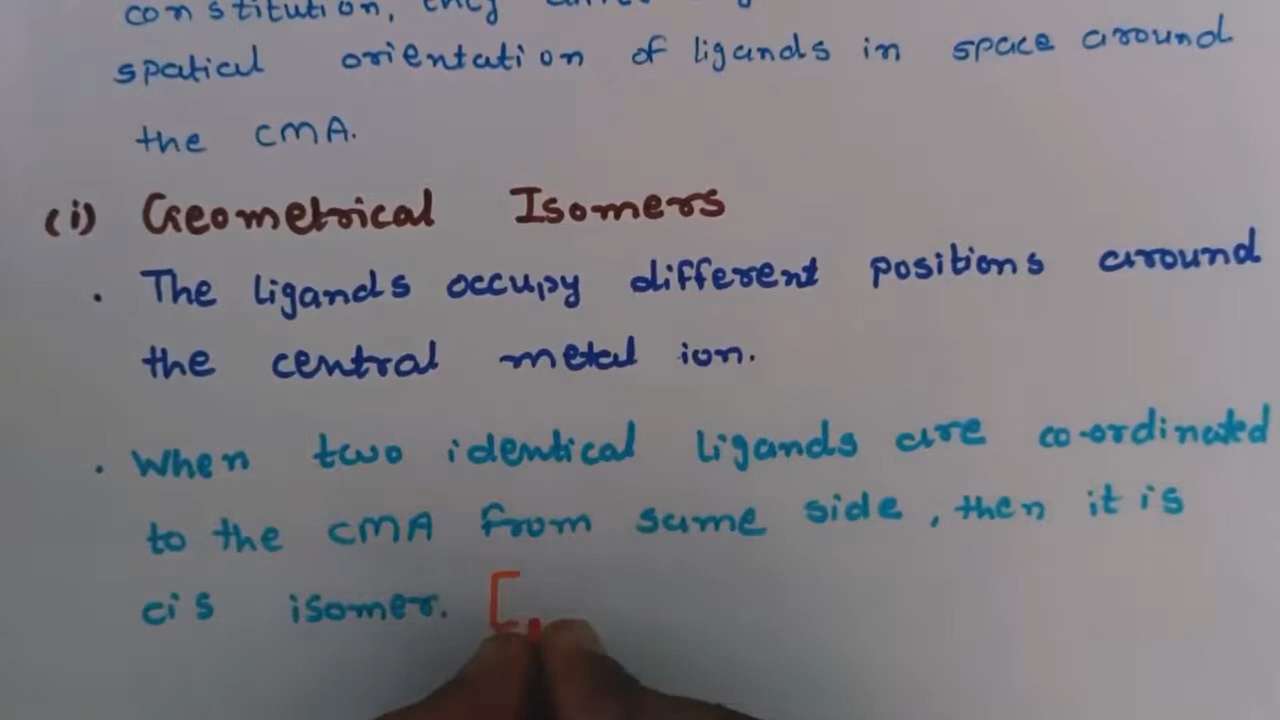 constitution, they
spatial orientation of ligands in space around
the CMA.
(i) Geometrical Isomers
. The ligands occupy different positions around
the central metal ion.
. When two identical ligands are co-ordinated
to the CMA from same side, then it is
cis isomer. [